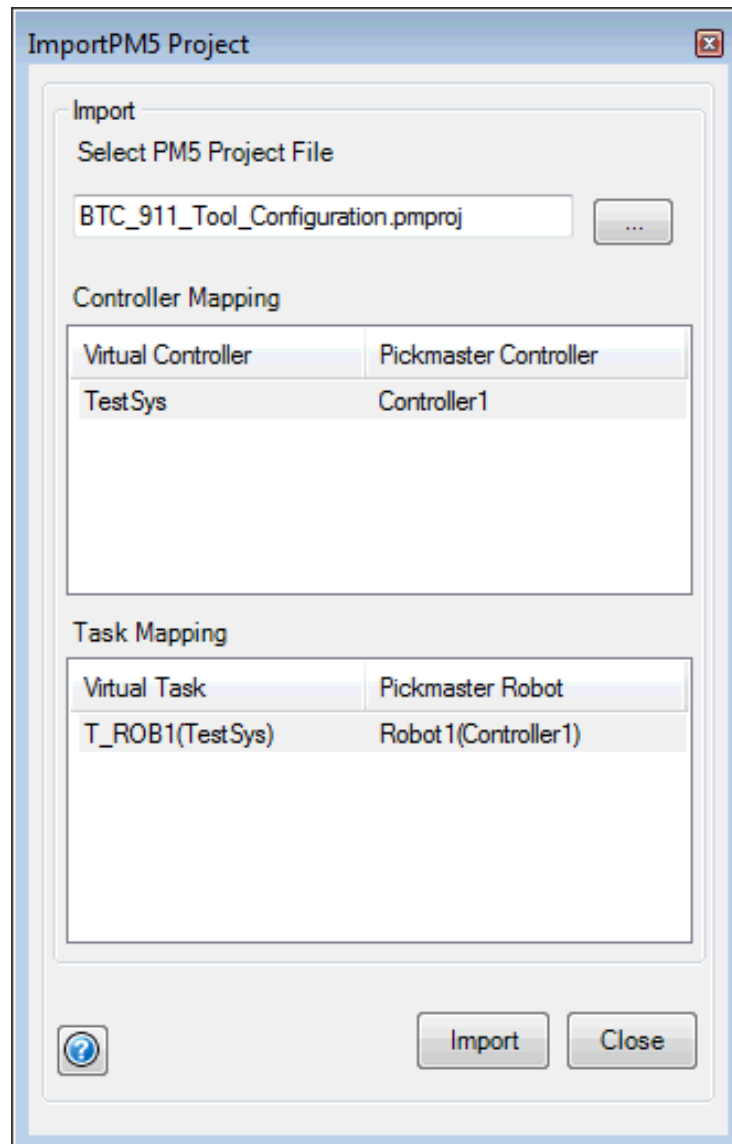 ImportPM5 Project
Import
Select PM5 Project File
BTC_911_Tool_Configuration.pmproj ...
Controller Mapping
Virtual Controller Pickmaster Controller
TestSys Controller1
Task Mapping
Virtual Task Pickmaster Robot
T_ROB1(TestSys) Robot1(Controller1)
? Import Close